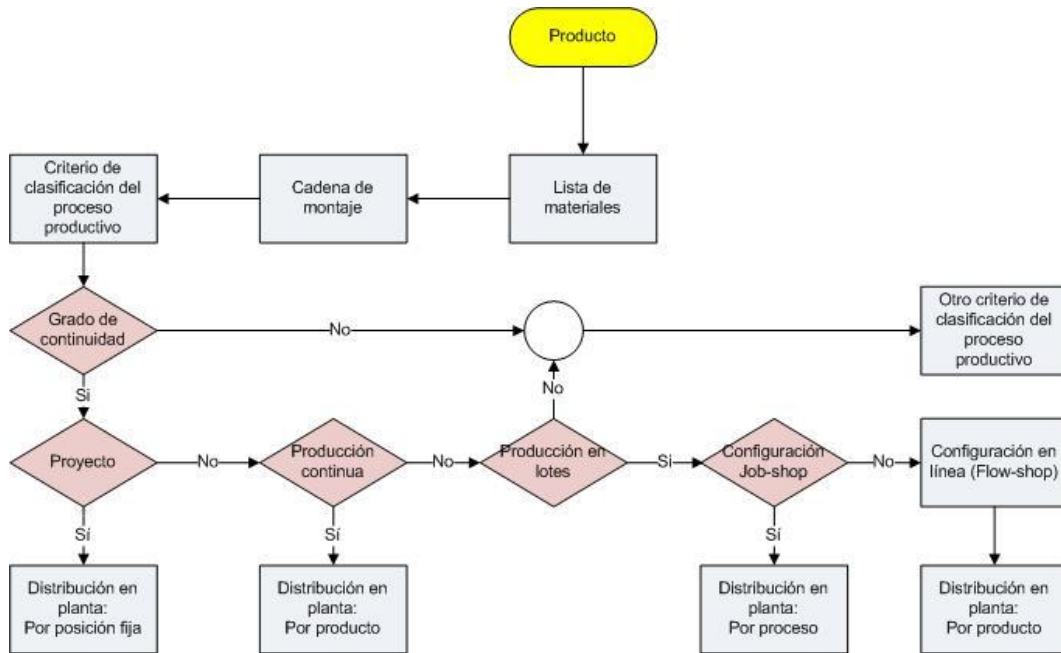 Producto
Criterio de
clasificación del
proceso
productivo
Cadena de
montaje
Lista de
materiales
Grado de
continuidad
No
Otro criterio de
clasificación del
proceso
productivo
Si
No
Proyecto
No
Producción
continua
No
Producción en
lotes
Si
Configuración
Job-shop
No
Configuración en
línea (Flow-shop)
Sí
Sí
Sí
Distribución en
planta:
Por posición fija
Distribución en
planta:
Por producto
Distribución en
planta:
Por proceso
Distribución en
planta:
Por producto